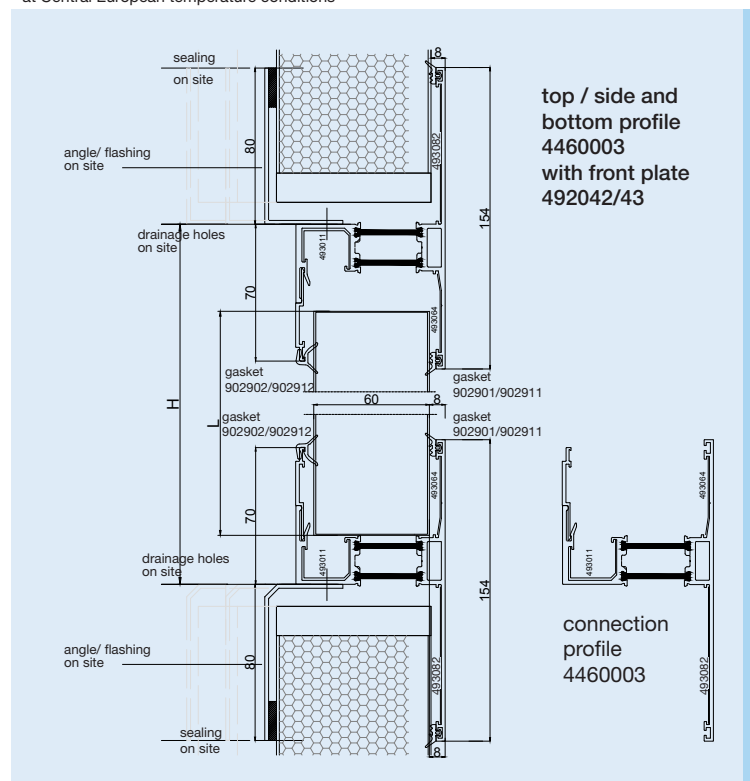 at Central European temperature conditions
8
sealing
on site
top / side and
bottom profile
4460003
with front plate
492042/43
80
493082
angle/ flashing
on site
154
drainage holes
on site
493011
70
493064
gasket
902902/902912
gasket
902901/902911
H
L
60
8
gasket
902902/902912
gasket
902901/902911
493064
493064
70
drainage holes
on site
493011
493011
154
connection
profile
4460003
angle/ flashing
on site
80
493082
493082
sealing
on site
8